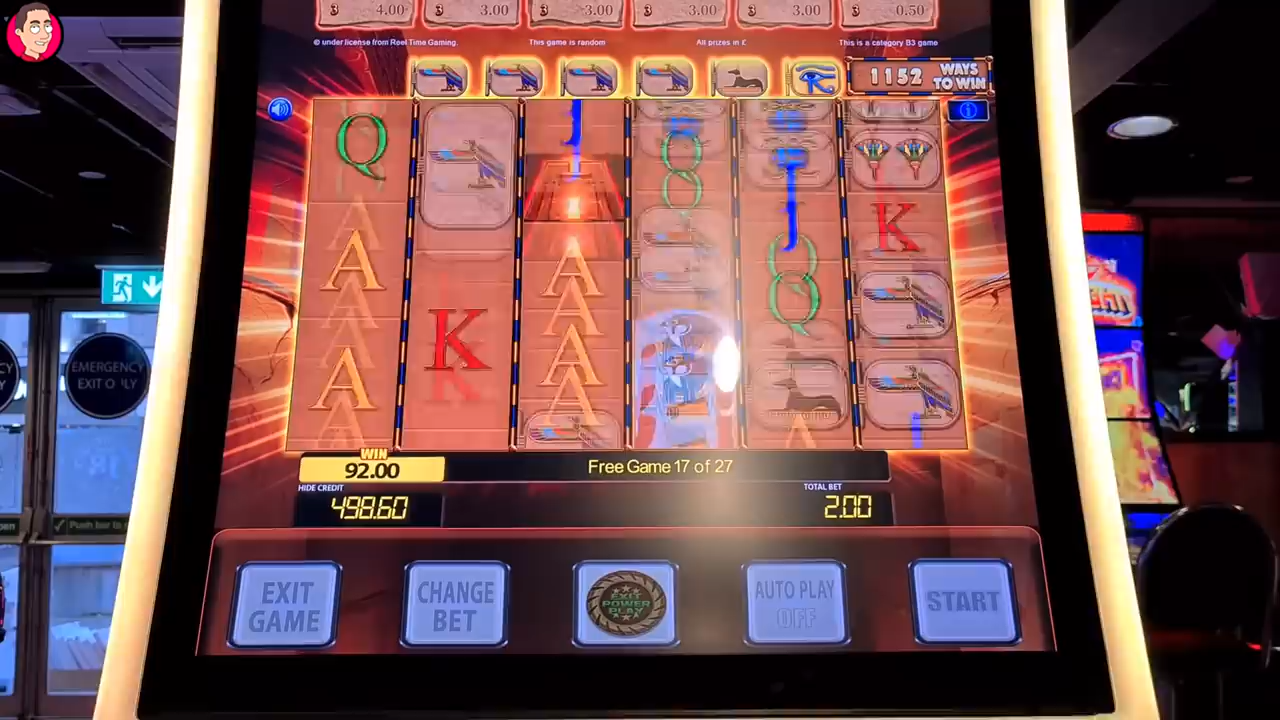 3 4.00
3 3.00
3 3.00
3 3.00
3 3.00
3 0.50
© under license from Reel Time Gaming.
This game is random
All prizes in £
This is a category B3 game
1152 WAYS TO WIN
Q
J
K
A
A
A
A
K
Q
Q
J
Q
Q
A
WIN
92.00
Free Game 17 of 27
HIDE CREDIT
498.60
TOTAL BET
2.00
EXIT GAME
CHANGE BET
EXIT POWER PLAY
AUTO PLAY OFF
START
EMERGENCY
Push bar to